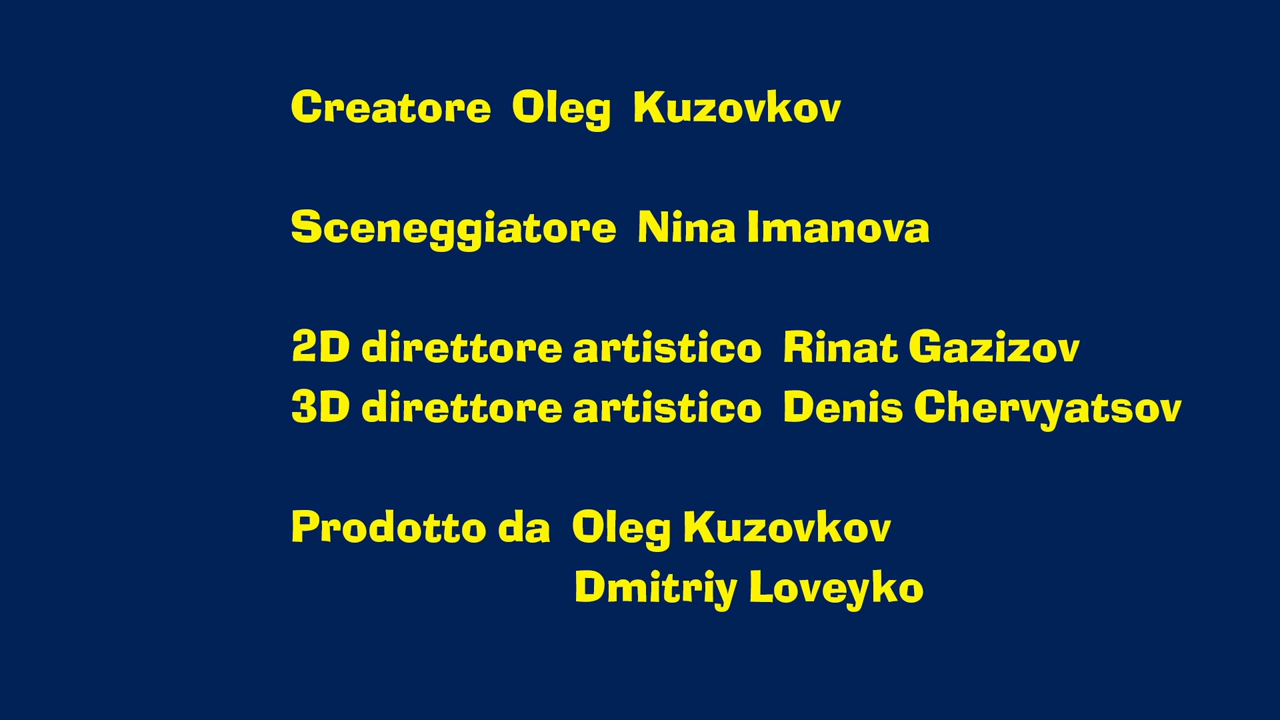 Creatore Oleg Kuzovkov
Sceneggiatore Nina Imanova
2D direttore artistico Rinat Gazizov
3D direttore artistico Denis Chervyatsov
Prodotto da Oleg Kuzovkov
Dmitriy Loveyko